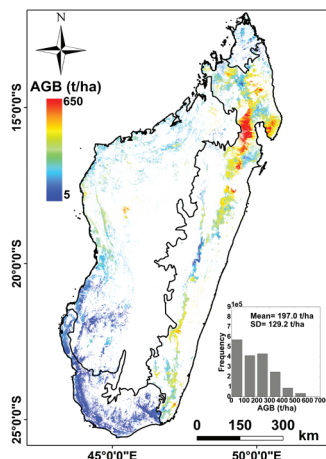 N
AGB (t/ha)
650
5
15°0'0"S
20°0'0"S
25°0'0"S
9e5
Mean= 197.0 t/ha
SD= 129.2 t/ha
Frequency
0 1 2 3 4 5 6 7 8 9
0 100 200 300 400 500 600 700
AGB (t/ha)
0 150 300
km
45°0'0"E 50°0'0"E